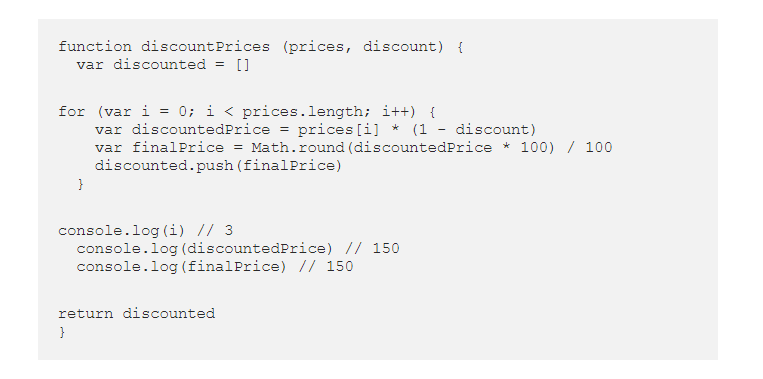 function discountPrices (prices, discount) {
var discounted = []
for (var i = 0; i < prices.length; i++) {
var discountedPrice = prices[i] * (1 - discount)
var finalPrice = Math.round(discountedPrice * 100) / 100
discounted.push(finalPrice)
}
console.log(i) // 3
console.log(discountedPrice) // 150
console.log(finalPrice) // 150
return discounted
}